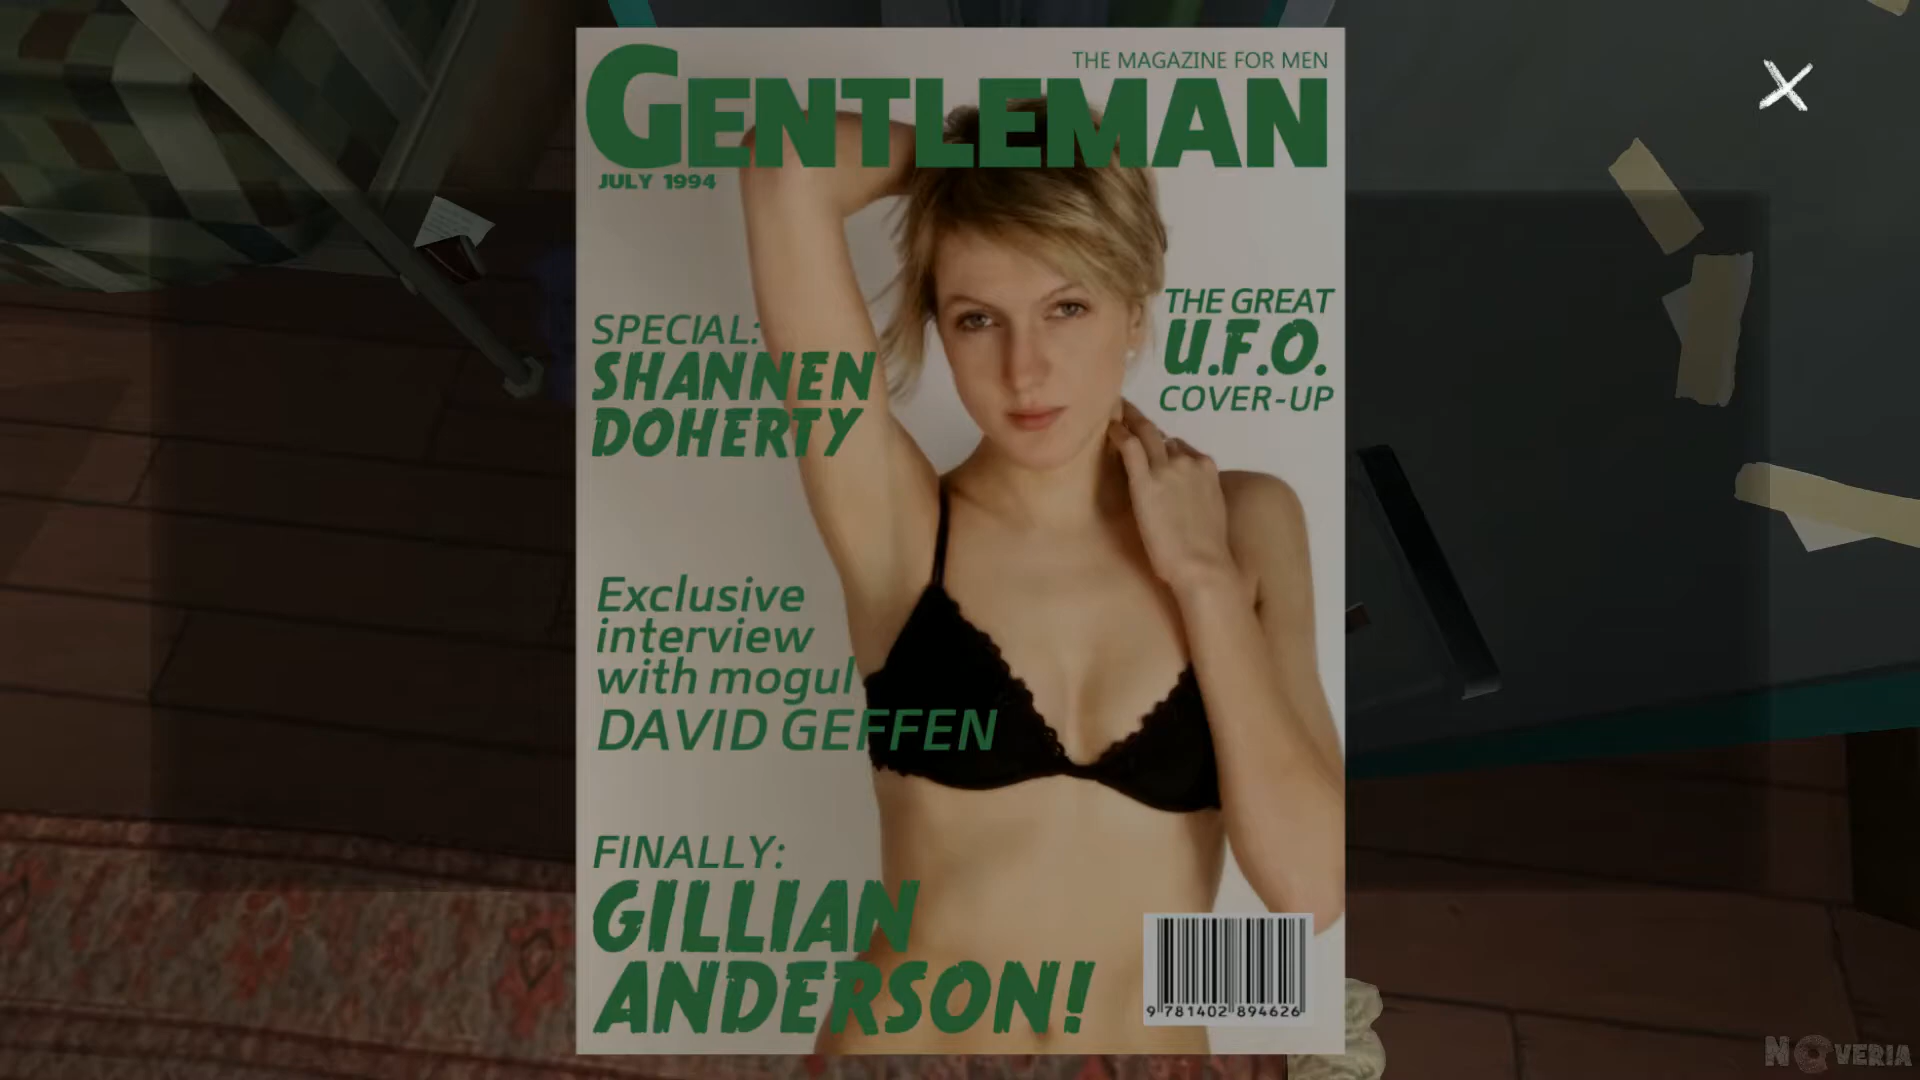 THE MAGAZINE FOR MEN
GENTLEMAN
JULY 1994
SPECIAL:
SHANNEN
DOHERTY
THE GREAT
U.F.O.
COVER-UP
Exclusive
interview
with mogul
DAVID GEFFEN
FINALLY:
GILLIAN
ANDERSON!
9 781402 894626
NOVERIA